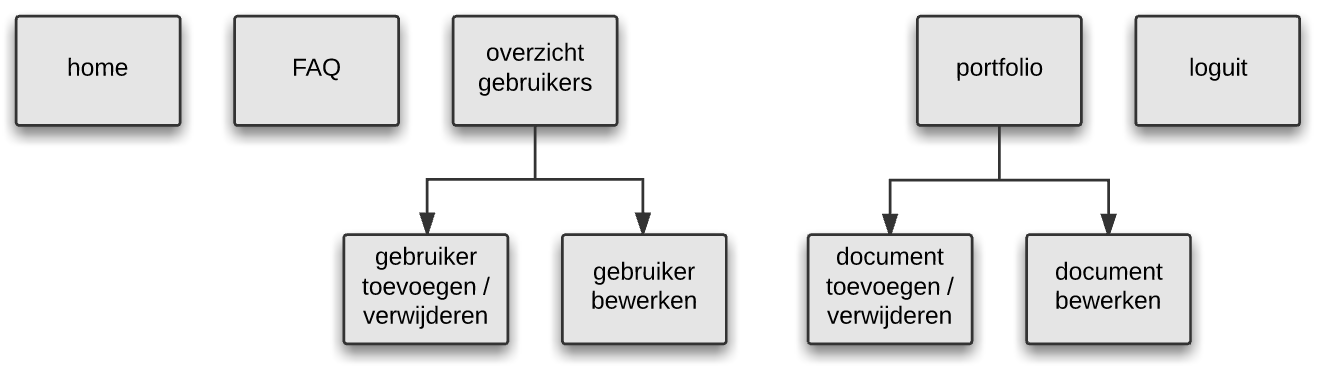 home
FAQ
overzicht
gebruikers
portfolio
loguit
gebruiker
toevoegen /
verwijderen
gebruiker
bewerken
document
toevoegen /
verwijderen
document
bewerken